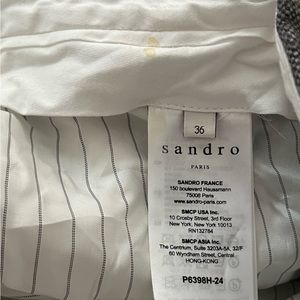 36
sandro
PARIS
SANDRO FRANCE
150 boulevard Haussmann
75008 Paris
www.sandro-paris.com
SMCP USA Inc.
10 Crosby Street, 3rd Floor
New York, New York 10013
RN132784
SMCP ASIA Inc.
The Centrium, Suite 3203A-5A, 32/F
60 Wyndham Street, Central
HONG-KONG
P6398H-24